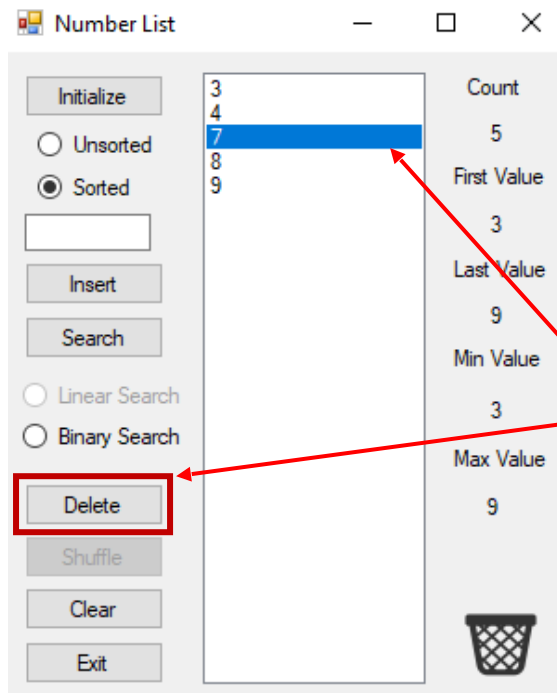 Number List
Initialize
Unsorted
Sorted
Insert
Search
Linear Search
Binary Search
Delete
Shuffle
Clear
Exit
3
4
7
8
9
Count
5
First Value
3
Last Value
9
Min Value
3
Max Value
9